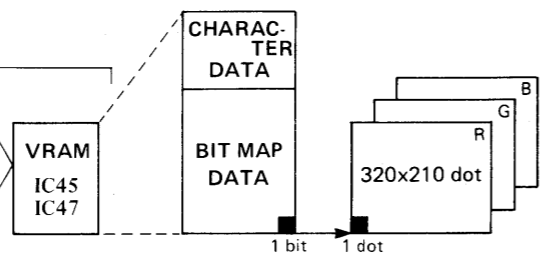 CHARAC-
TER
DATA
BIT MAP
DATA
VRAM
IC45
IC47
B
G
R
320x210 dot
1 bit
1 dot